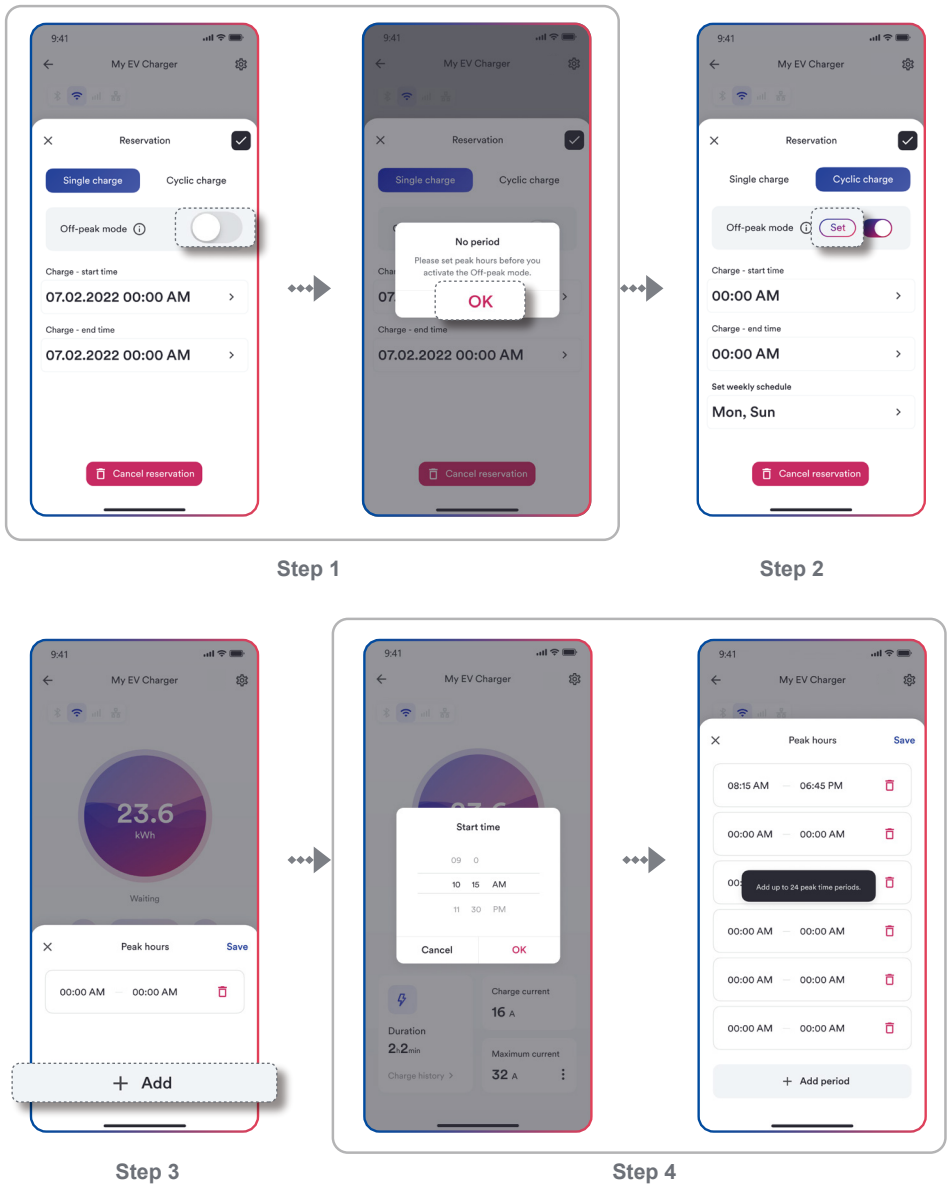 9:41
My EV Charger
Reservation
Single charge
Cyclic charge
Off-peak mode
Charge - start time
07.02.2022 00:00 AM
Charge - end time
07.02.2022 00:00 AM
Cancel reservation
9:41
My EV Charger
Reservation
Single charge
Cyclic charge
No period
Please set peak hours before you
activate the Off-peak mode.
OK
Charge - end time
07.02.2022 00:00 AM
Cancel reservation
Step 1
9:41
My EV Charger
Reservation
Single charge
Cyclic charge
Off-peak mode
Set
Charge - start time
00:00 AM
Charge - end time
00:00 AM
Set weekly schedule
Mon, Sun
Cancel reservation
Step 2
9:41
My EV Charger
23.6
kWh
Waiting
Peak hours
Save
00:00 AM — 00:00 AM
+ Add
Step 3
9:41
My EV Charger
Start time
09 0
10 15 AM
11 30 PM
Cancel
OK
Duration
2h2min
Charge history >
Charge current
16 A
Maximum current
32 A
9:41
My EV Charger
Peak hours
Save
08:15 AM — 06:45 PM
00:00 AM — 00:00 AM
Add up to 24 peak time periods.
00:00 AM — 00:00 AM
00:00 AM — 00:00 AM
00:00 AM — 00:00 AM
+ Add period
Step 4